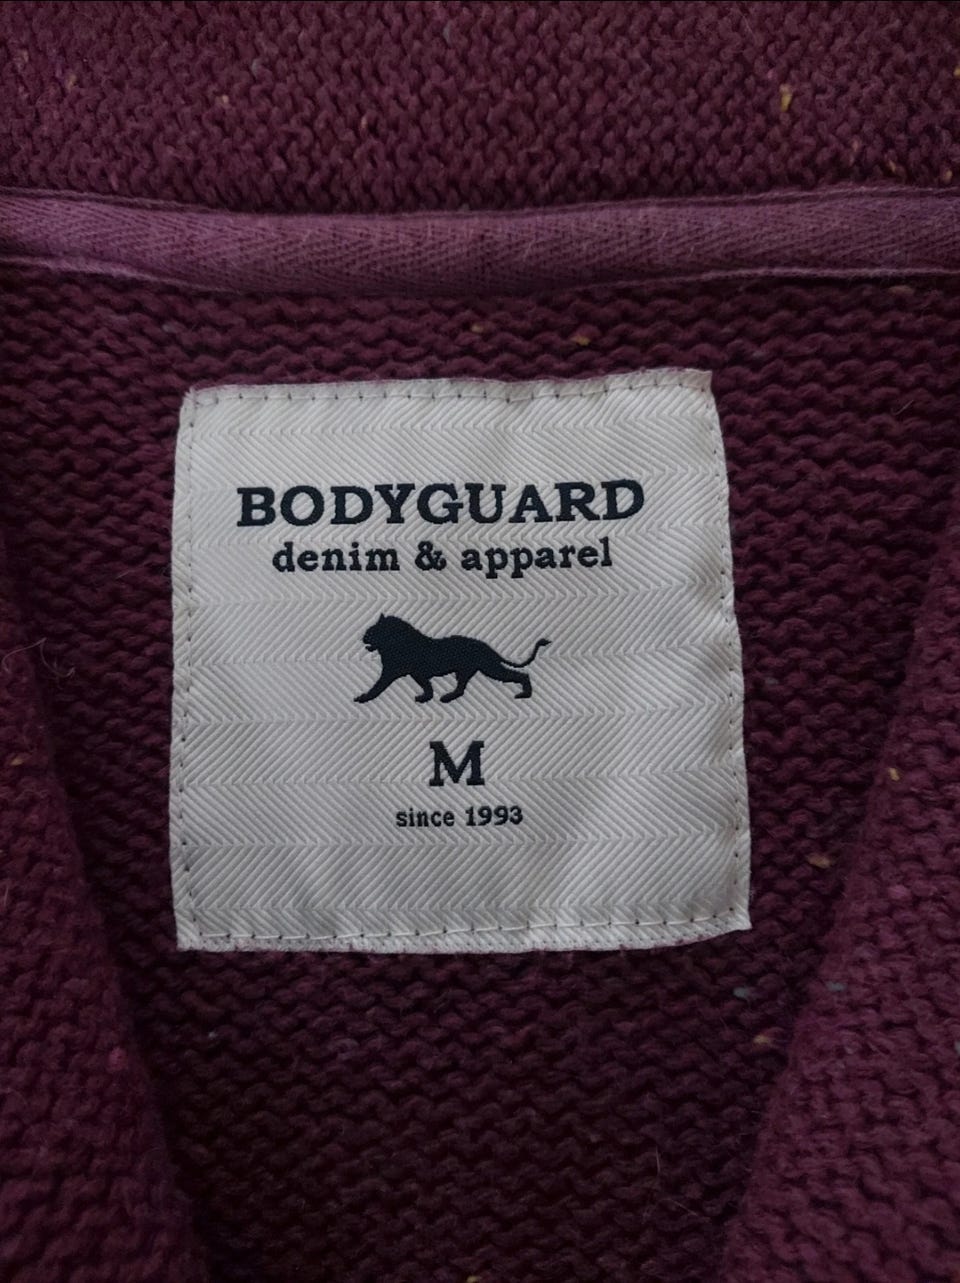 BODYGUARD
denim & apparel
M
since 1993